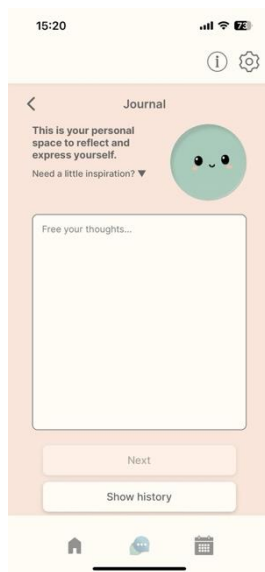 15:20
73
Journal
This is your personal
space to reflect and
express yourself.
Need a little inspiration? ▼
Free your thoughts...
Next
Show history